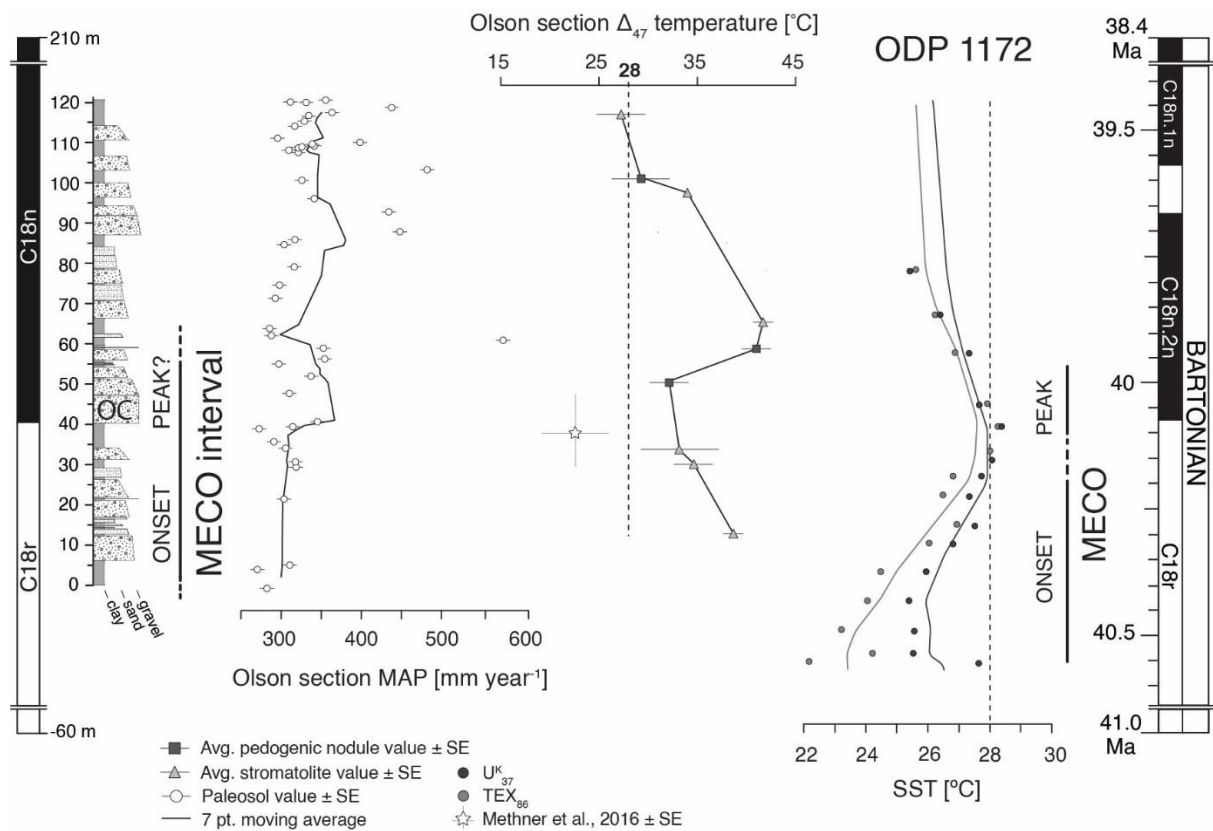 Olson section Δ47 temperature [°C]
15 25 28 35 45
ODP 1172
210 m
38.4
Ma
C18n
C18r
-60 m
120
110
100
90
80
70
60
50
40
30
20
10
0
OC
clay
sand
gravel
ONSET PEAK?
MECO interval
300 400 500 600
Olson section MAP [mm year-1]
ONSET PEAK
MECO
22 24 26 28 30
SST [ºC]
39.5
40
40.5
41.0
Ma
C18n.1n
C18n.2n
C18r
BARTONIAN
Avg. pedogenic nodule value ± SE
Avg. stromatolite value ± SE
Paleosol value ± SE
7 pt. moving average
UK37
TEX86
Methner et al., 2016 ± SE